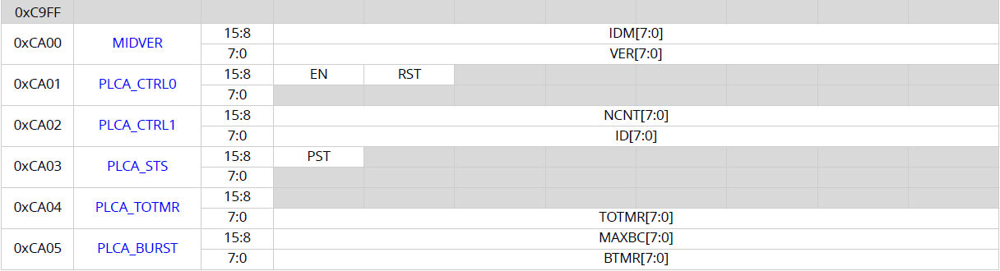 0xC9FF
0xCA00 MIDVER 15:8 IDM[7:0]
7:0 VER[7:0]
0xCA01 PLCA_CTRL0 15:8 EN RST
7:0
0xCA02 PLCA_CTRL1 15:8 NCNT[7:0]
7:0 ID[7:0]
0xCA03 PLCA_STS 15:8 PST
7:0
0xCA04 PLCA_TOTMR 15:8
7:0 TOTMR[7:0]
0xCA05 PLCA_BURST 15:8 MAXBC[7:0]
7:0 BTMR[7:0]